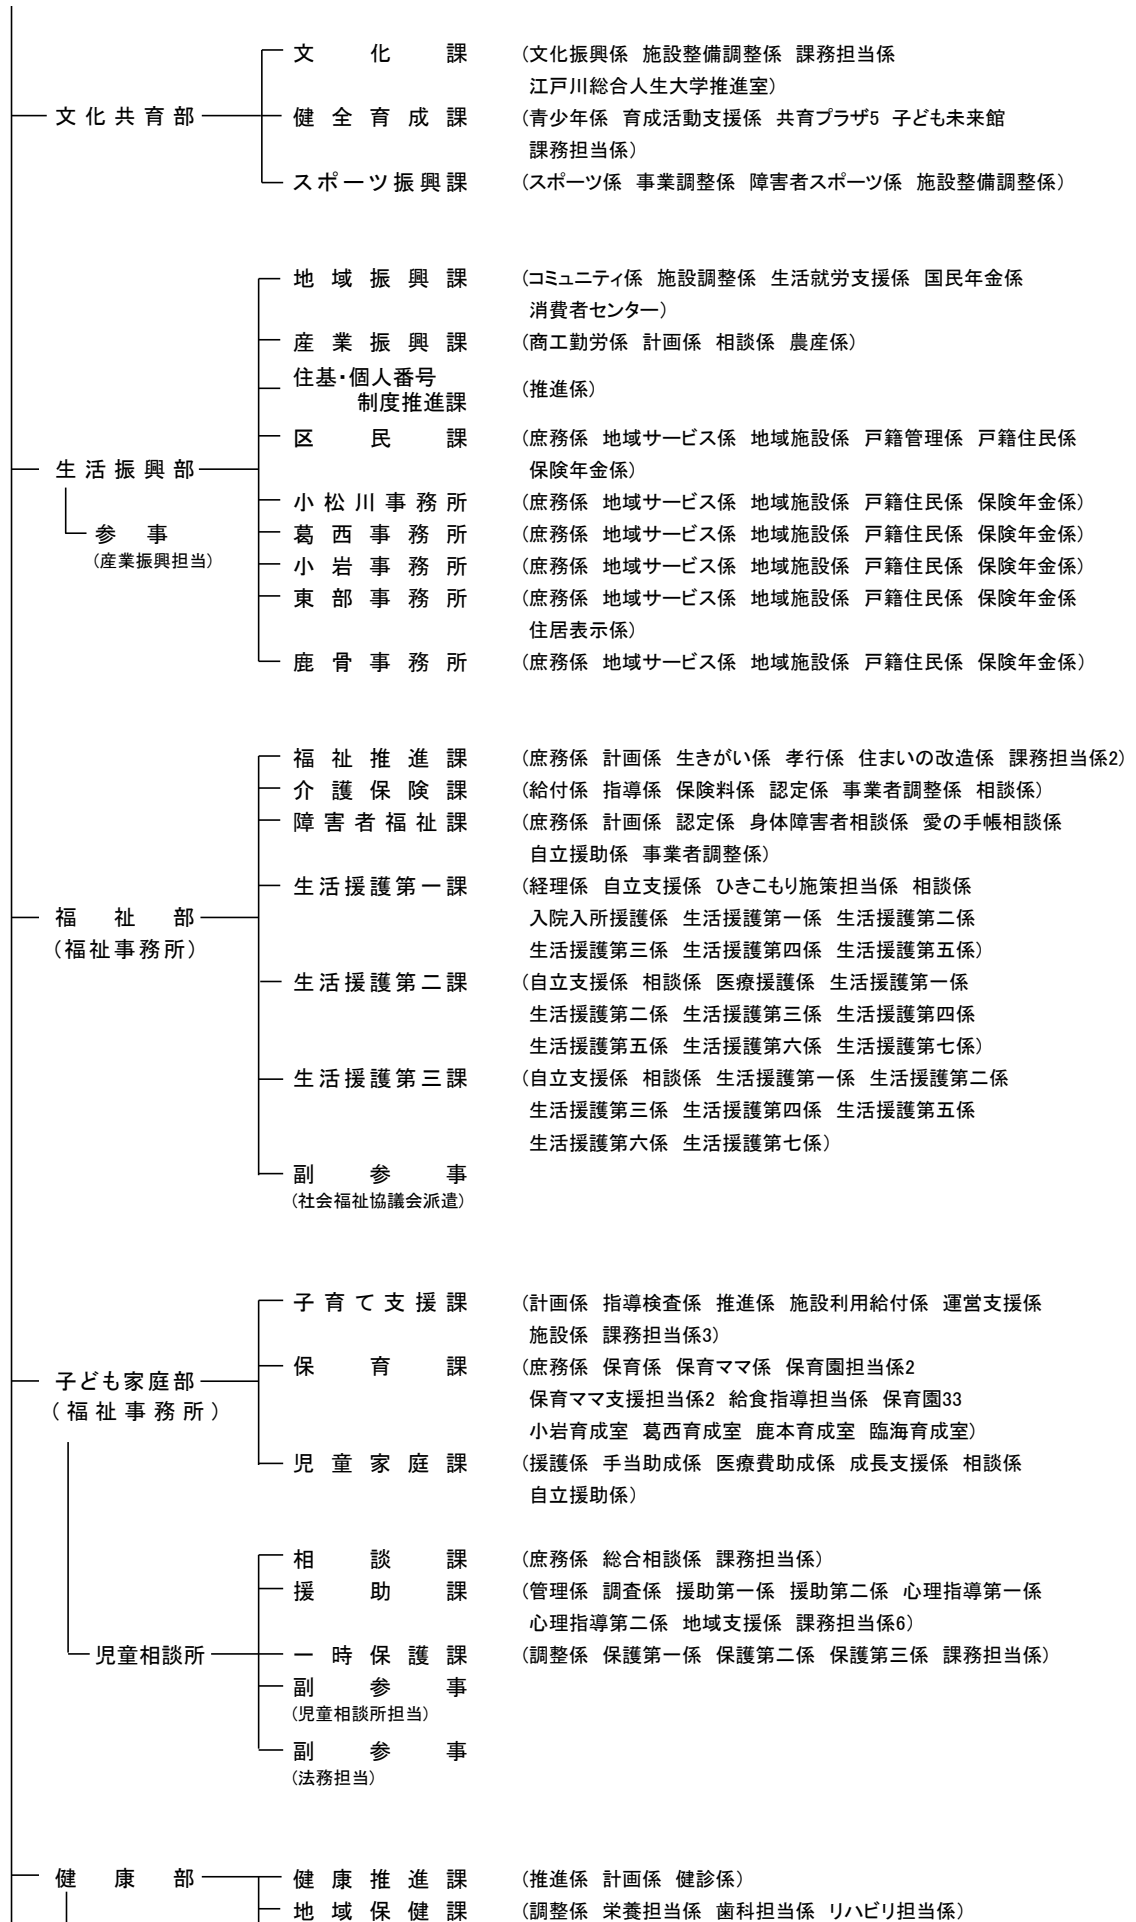 文化課 （文化振興係 施設整備調整係 課務担当係
江戸川総合人生大学推進室）
文化共育部 健全育成課 （青少年係 育成活動支援係 共育プラザ5 子ども未来館
課務担当係）
スポーツ振興課 （スポーツ係 事業調整係 障害者スポーツ係 施設整備調整係）
地域振興課 （コミュニティ係 施設調整係 生活就労支援係 国民年金係
消費者センター）
産業振興課 （商工勤労係 計画係 相談係 農産係）
住基・個人番号
制度推進課 （推進係）
区民課 （庶務係 地域サービス係 地域施設係 戸籍管理係 戸籍住民係
生活振興部 保険年金係）
小松川事務所 （庶務係 地域サービス係 地域施設係 戸籍住民係 保険年金係）
参事 葛西事務所 （庶務係 地域サービス係 地域施設係 戸籍住民係 保険年金係）
（産業振興担当） 小岩事務所 （庶務係 地域サービス係 地域施設係 戸籍住民係 保険年金係）
東部事務所 （庶務係 地域サービス係 地域施設係 戸籍住民係 保険年金係
住居表示係）
鹿骨事務所 （庶務係 地域サービス係 地域施設係 戸籍住民係 保険年金係）
福祉推進課 （庶務係 計画係 生きがい係 孝行係 住まいの改造係 課務担当係2）
介護保険課 （給付係 指導係 保険料係 認定係 事業者調整係 相談係）
障害者福祉課 （庶務係 計画係 認定係 身体障害者相談係 愛の手帳相談係
自立援助係 事業者調整係）
生活援護第一課 （経理係 自立支援係 ひきこもり施策担当係 相談係
福祉部 入院入所援護係 生活援護第一係 生活援護第二係
（福祉事務所） 生活援護第三係 生活援護第四係 生活援護第五係）
生活援護第二課 （自立支援係 相談係 医療援護係 生活援護第一係
生活援護第二係 生活援護第三係 生活援護第四係
生活援護第五係 生活援護第六係 生活援護第七係）
生活援護第三課 （自立支援係 相談係 生活援護第一係 生活援護第二係
生活援護第三係 生活援護第四係 生活援護第五係
生活援護第六係 生活援護第七係）
副参事
（社会福祉協議会派遣）
子育て支援課 （計画係 指導検査係 推進係 施設利用給付係 運営支援係
施設係 課務担当係3）
保育課 （庶務係 保育係 保育ママ係 保育園担当係2
子ども家庭部 保育ママ支援担当係2 給食指導担当係 保育園33
（福祉事務所） 小岩育成室 葛西育成室 鹿本育成室 臨海育成室）
児童家庭課 （援護係 手当助成係 医療費助成係 成長支援係 相談係
自立援助係）
相談課 （庶務係 総合相談係 課務担当係）
援助課 （管理係 調査係 援助第一係 援助第二係 心理指導第一係
心理指導第二係 地域支援係 課務担当係6）
児童相談所 一時保護課 （調整係 保護第一係 保護第二係 保護第三係 課務担当係）
副参事
（児童相談所担当）
副参事
（法務担当）
健康部 健康推進課 （推進係 計画係 健診係）
地域保健課 （調整係 栄養担当係 歯科担当係 リハビリ担当係）